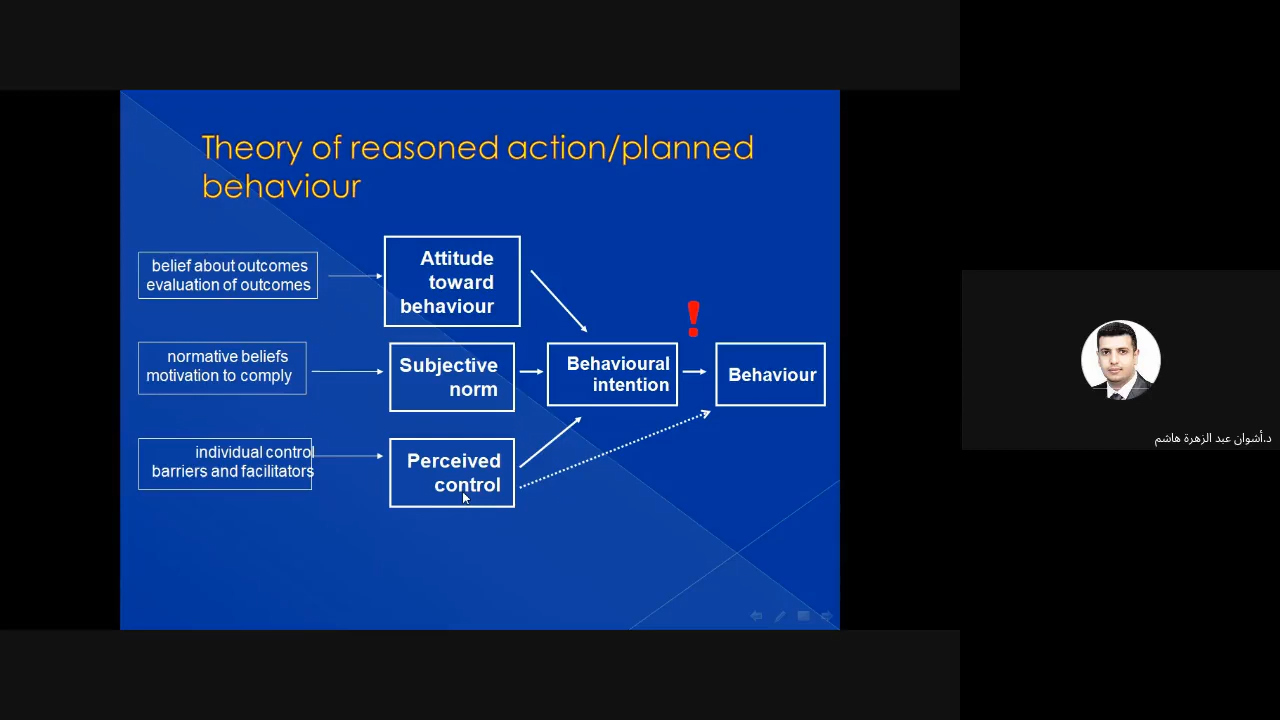 Theory of reasoned action/planned
behaviour
belief about outcomes
evaluation of outcomes
Attitude
toward
behaviour
!
normative beliefs
motivation to comply
Subjective
norm
Behavioural
intention
Behaviour
individual control
barriers and facilitators
Perceived
control
د.أشوان عبد الزهرة هاشم